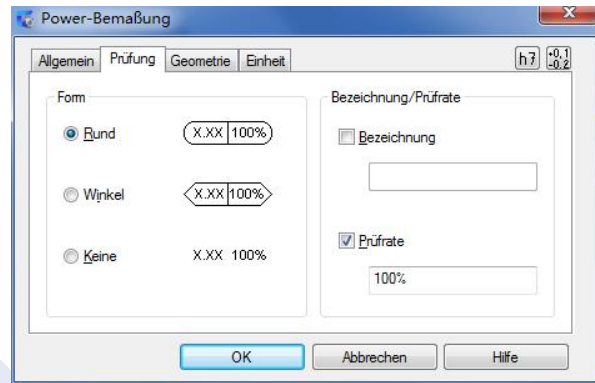 Power-Bemaßung
Allgemein Prüfung Geometrie Einheit h7 +0,1 -0.2
Form
Rund X.XX 100%
Winkel X.XX 100%
Keine X.XX 100%
Bezeichnung/Prüfrate
Bezeichnung
Prüfrate
100%
OK Abbrechen Hilfe